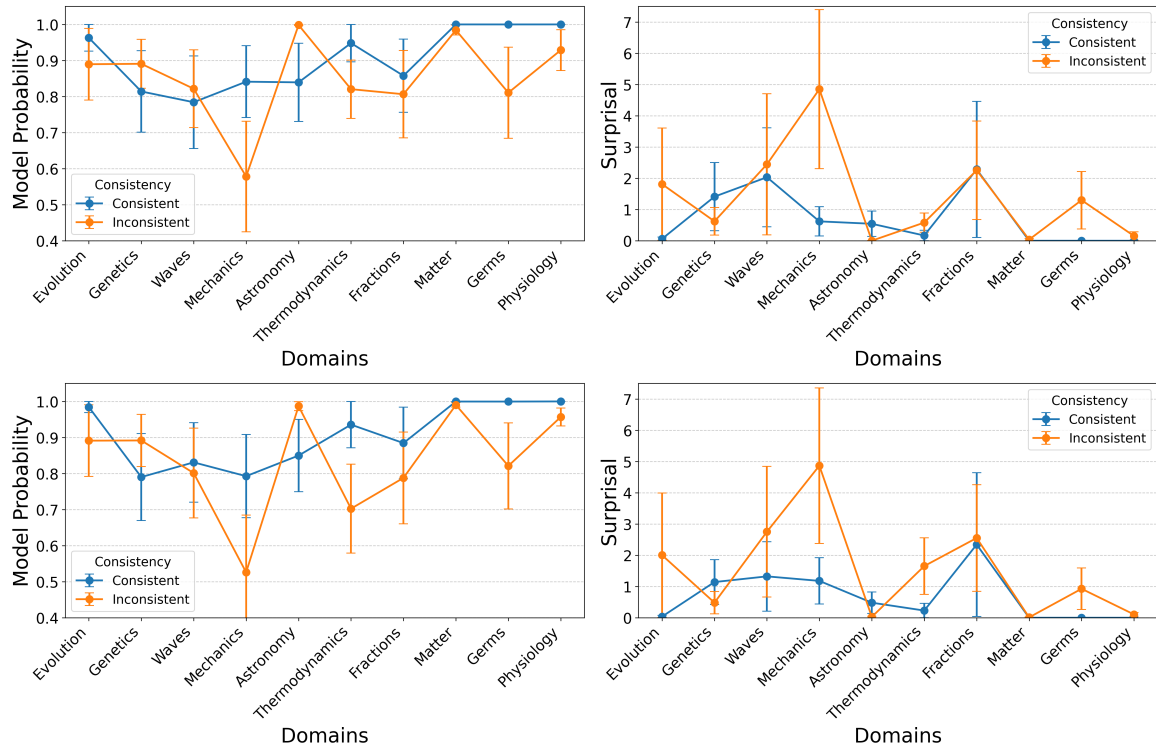 Model Probability
1.0
0.9
0.8
0.7
0.6
0.5
0.4
Consistency
Consistent
Inconsistent
Evolution
Genetics
Waves
Mechanics
Astronomy
Thermodynamics
Fractions
Matter
Germs
Physiology
Domains
Surprisal
7
6
5
4
3
2
1
0
Consistency
Consistent
Inconsistent
Evolution
Genetics
Waves
Mechanics
Astronomy
Thermodynamics
Fractions
Matter
Germs
Physiology
Domains
Model Probability
1.0
0.9
0.8
0.7
0.6
0.5
0.4
Consistency
Consistent
Inconsistent
Evolution
Genetics
Waves
Mechanics
Astronomy
Thermodynamics
Fractions
Matter
Germs
Physiology
Domains
Surprisal
7
6
5
4
3
2
1
0
Consistency
Consistent
Inconsistent
Evolution
Genetics
Waves
Mechanics
Astronomy
Thermodynamics
Fractions
Matter
Germs
Physiology
Domains